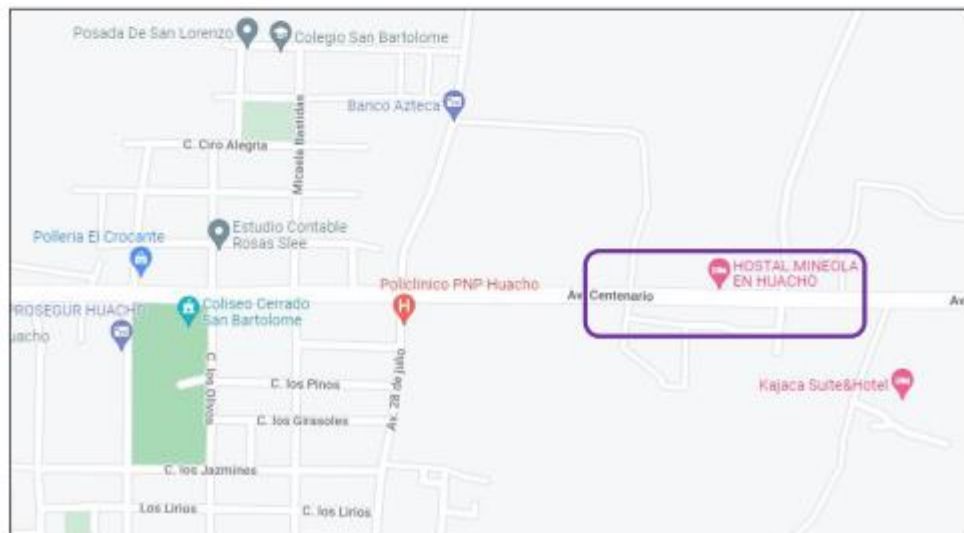 Posada De San Lorenzo
Colegio San Bartolome
Banco Azteca
C. Ciro Alegria
Micaela Bastidas
Estudio Contable
Rosas Slee
Polleria El Crocante
HOSTAL MINEOLA
EN HUACHO
Policlinico PNP Huacho
Av. Centenario
Av.
PROSEGUR HUACHO
Coliseo Cerrado
San Bartolome
uacho
C. los Olivos
C. los Pinos
Av. 28 de julio
Kajaca Suite&Hotel
C. los Girasoles
C. los Jazmines
Los Lirios
C. los Lirios